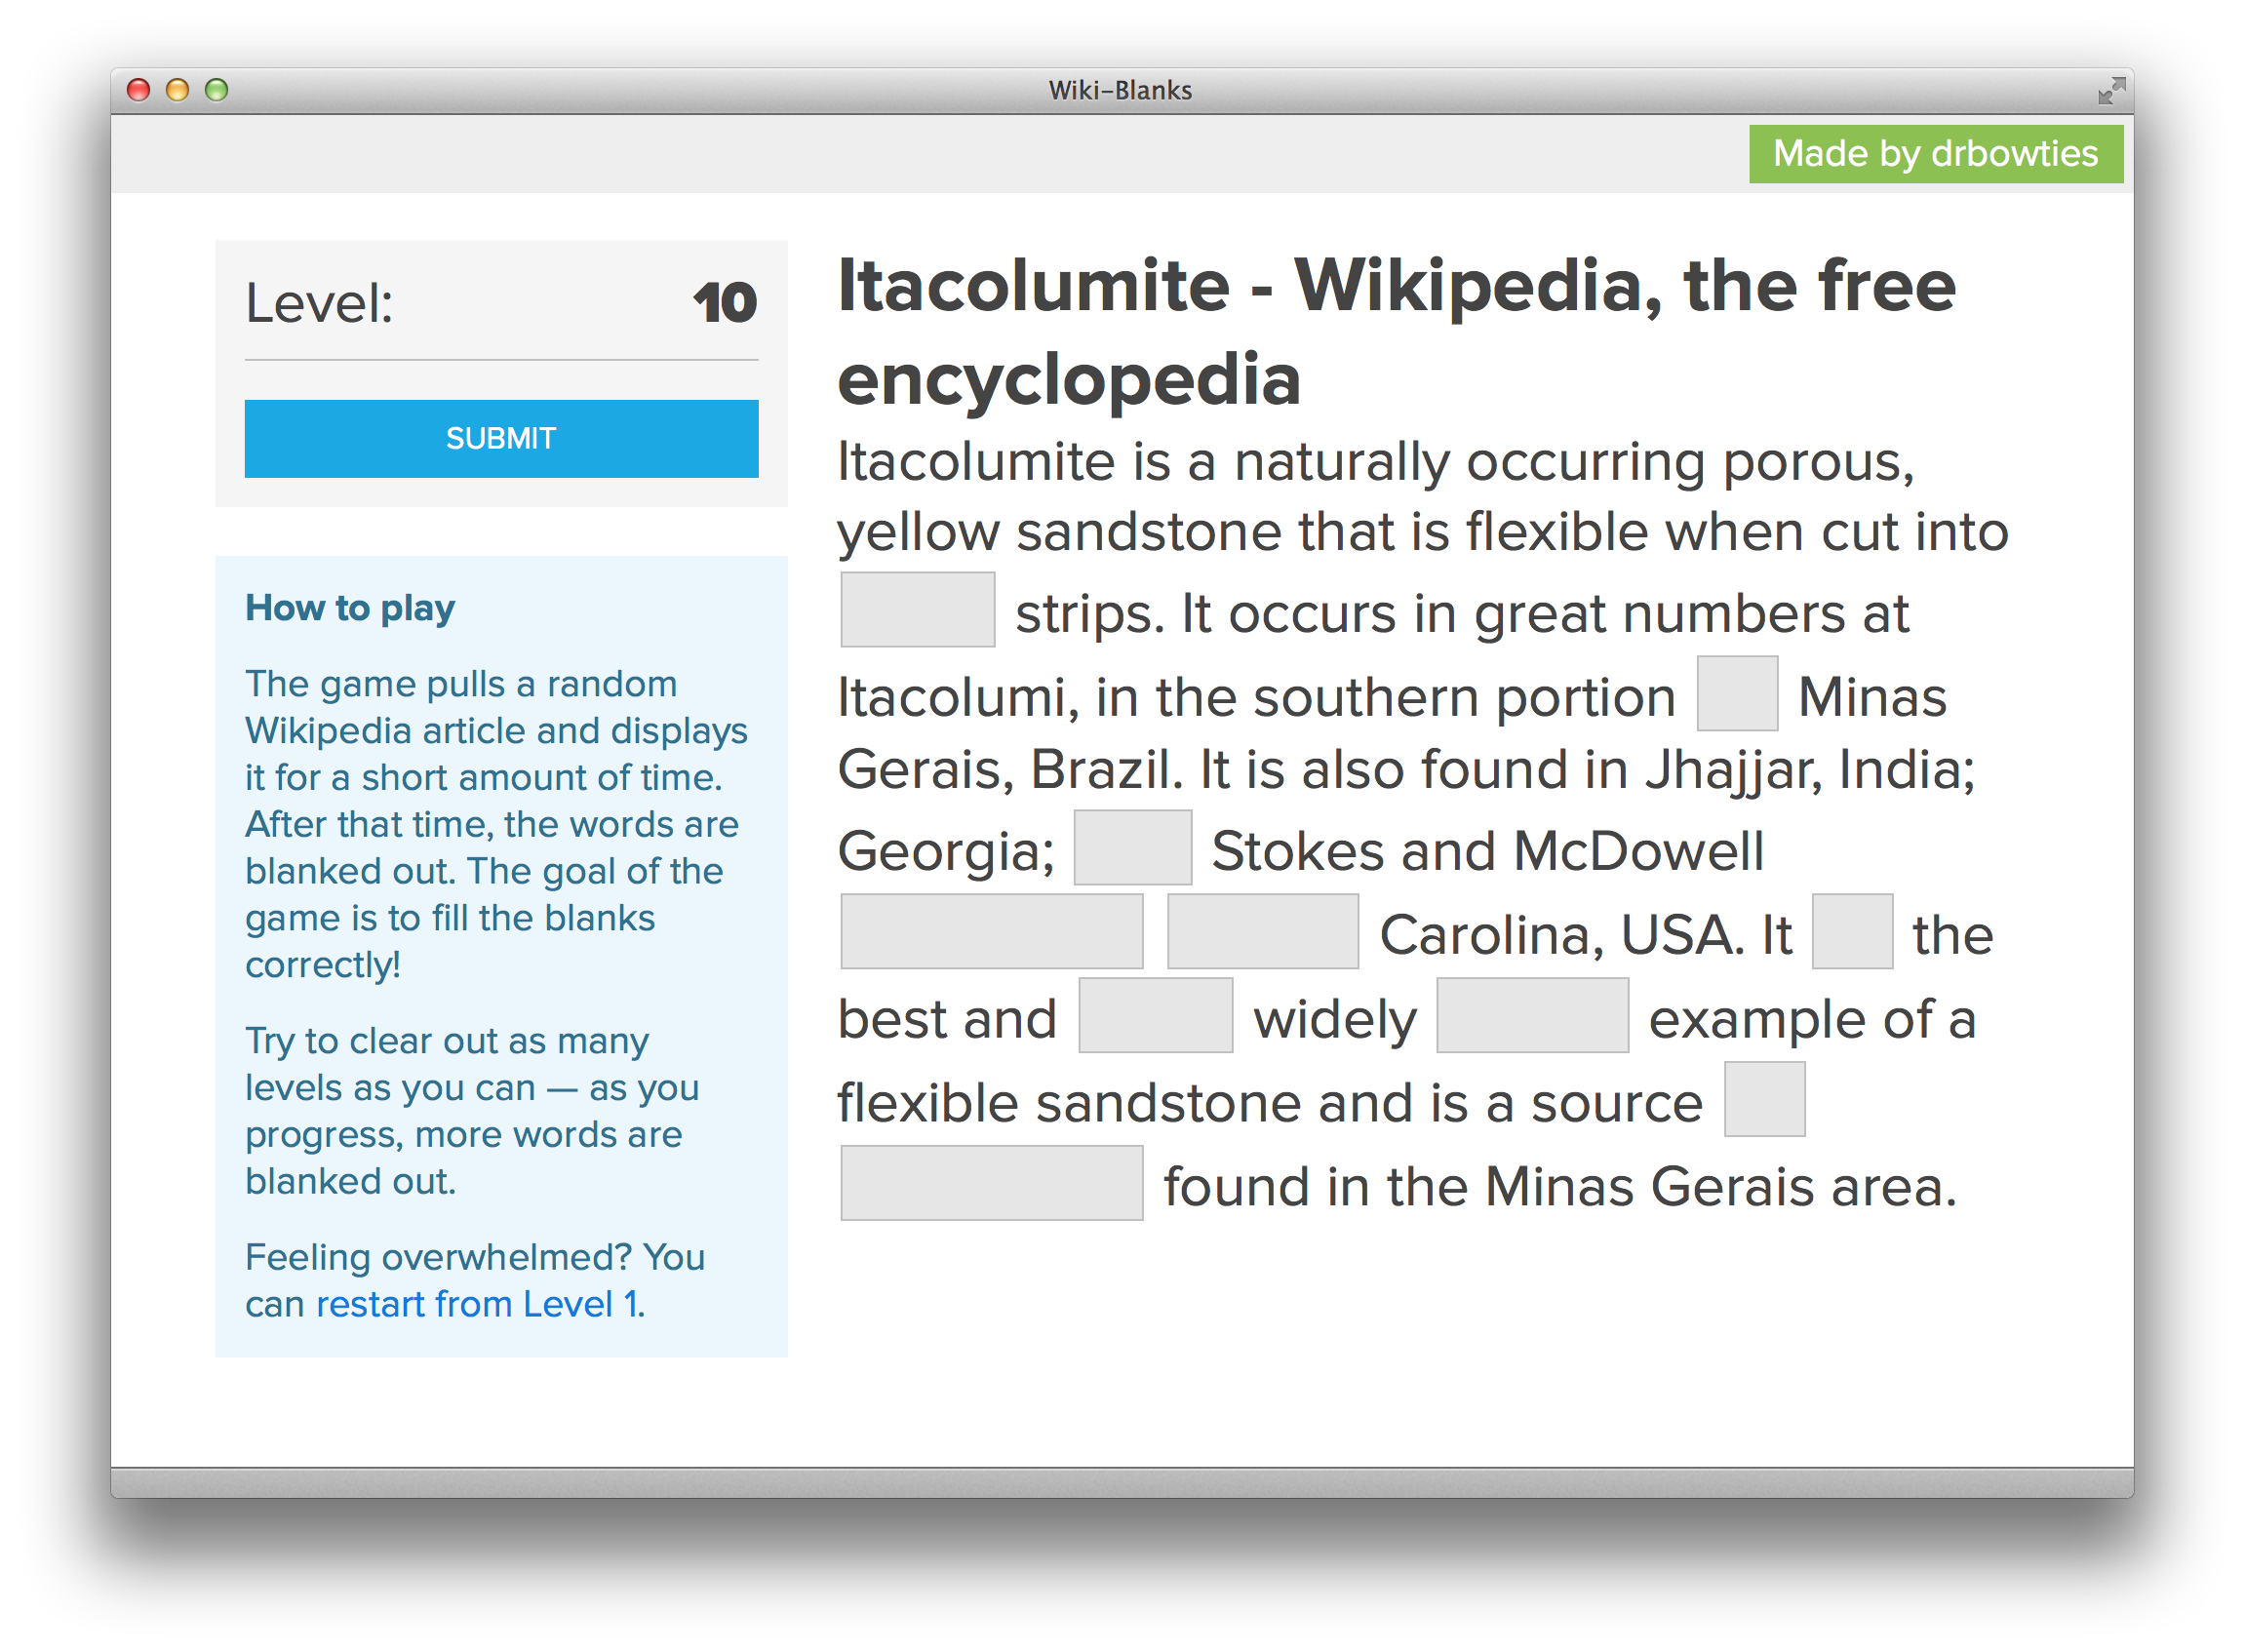 Wiki-Blanks
Made by drbowties
Level: 10
SUBMIT
How to play
The game pulls a random
Wikipedia article and displays
it for a short amount of time.
After that time, the words are
blanked out. The goal of the
game is to fill the blanks
correctly!
Try to clear out as many
levels as you can — as you
progress, more words are
blanked out.
Feeling overwhelmed? You
can restart from Level 1.
Itacolumite - Wikipedia, the free
encyclopedia
Itacolumite is a naturally occurring porous,
yellow sandstone that is flexible when cut into
strips. It occurs in great numbers at
Itacolumi, in the southern portion Minas
Gerais, Brazil. It is also found in Jhajjar, India;
Georgia; Stokes and McDowell
Carolina, USA. It the
best and widely example of a
flexible sandstone and is a source
found in the Minas Gerais area.